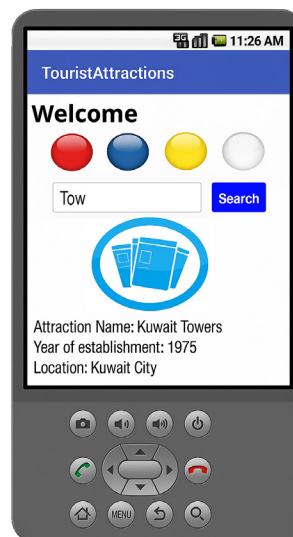 3G 11:26 AM
TouristAttractions
Welcome
Tow
Search
Attraction Name: Kuwait Towers
Year of establishment: 1975
Location: Kuwait City
MENU